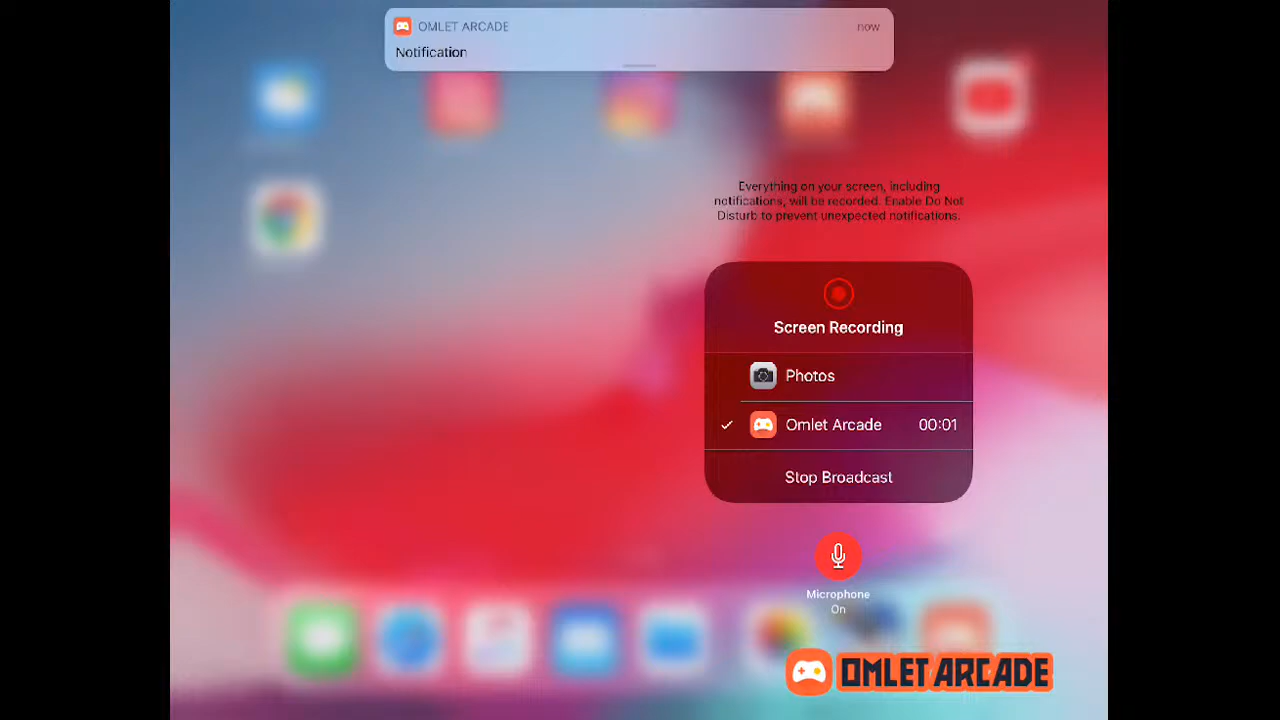 OMLET ARCADE
now
Notification
Everything on your screen, including
notifications, will be recorded. Enable Do Not
Disturb to prevent unexpected notifications.
Screen Recording
Photos
Omlet Arcade 00:01
Stop Broadcast
Microphone
On
OMLET ARCADE